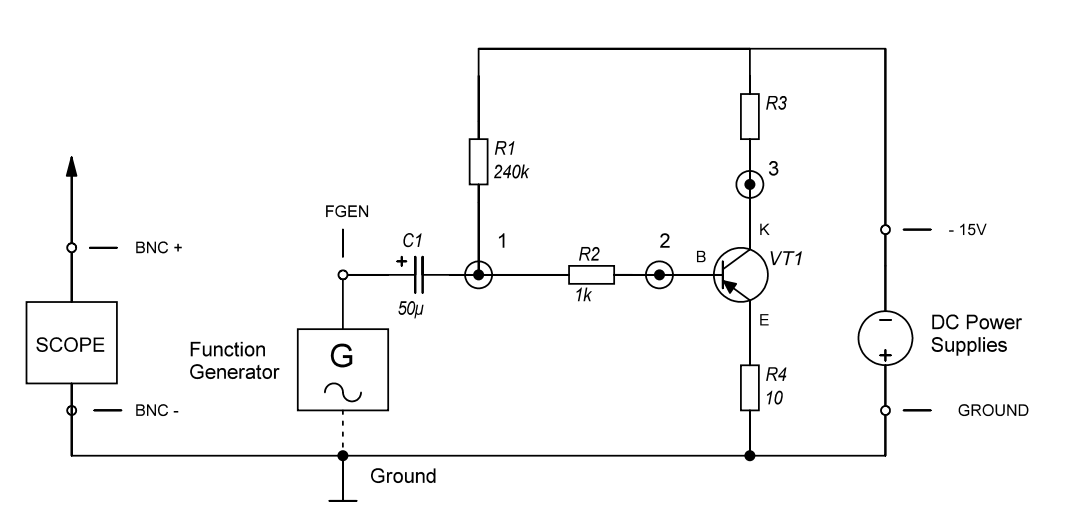 R3
R1
240k
3
FGEN
BNC +
C1
+
50µ
1
R2
1k
2
B
K
VT1
E
- 15V
SCOPE
Function
Generator
G
−
+
DC Power
Supplies
R4
10
BNC -
GROUND
Ground